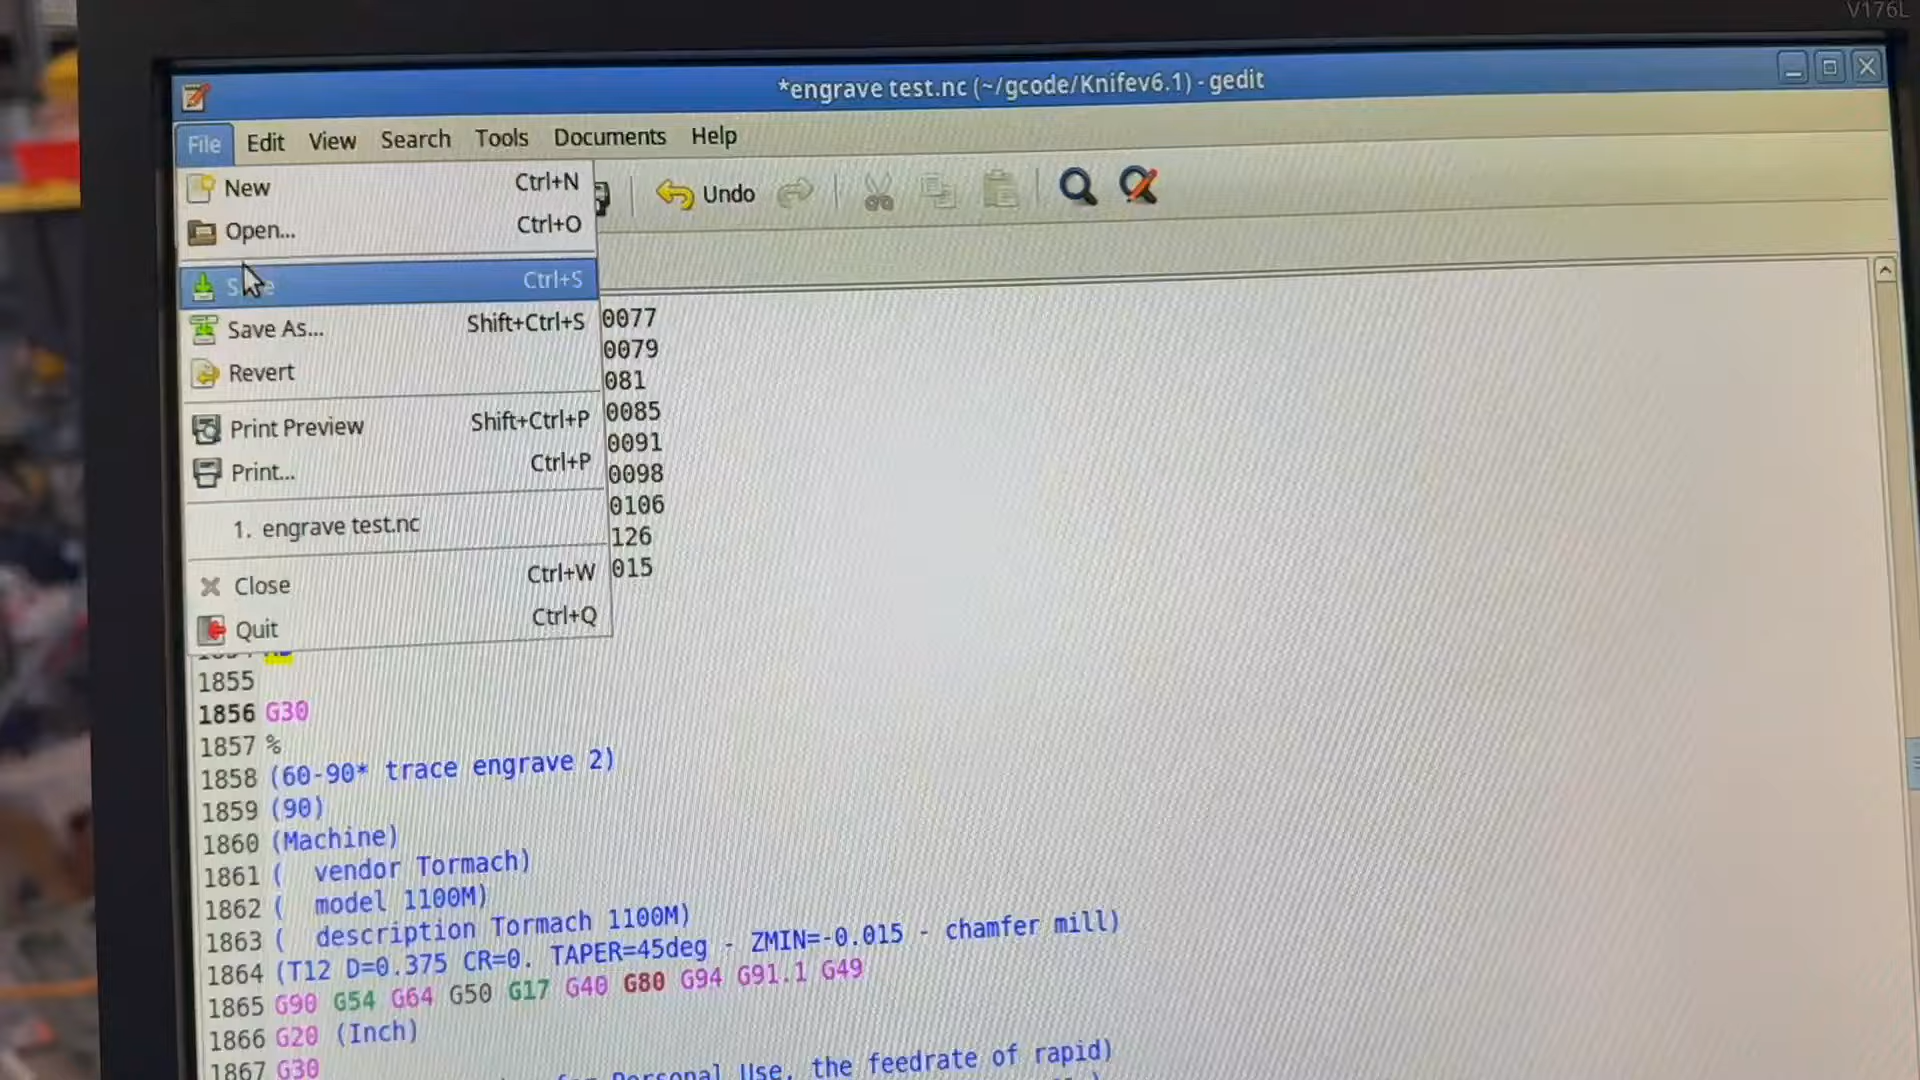 V176L
*engrave test.nc (~/gcode/Knifev6.1) - gedit
File Edit View Search Tools Documents Help
New Ctrl+N
Undo
Open... Ctrl+O
Save Ctrl+S
Save As... Shift+Ctrl+S
Revert
Print Preview Shift+Ctrl+P
Print... Ctrl+P
1. engrave test.nc
Close Ctrl+W
Quit Ctrl+Q
0077
0079
081
0085
0091
0098
0106
126
015
1855
1856 G30
1857 %
1858 (60-90* trace engrave 2)
1859 (90)
1860 (Machine)
1861 ( vendor Tormach)
1862 ( model 1100M)
1863 ( description Tormach 1100M)
1864 (T12 D=0.375 CR=0. TAPER=45deg - ZMIN=-0.015 - chamfer mill)
1865 G90 G54 G64 G50 G17 G40 G80 G94 G91.1 G49
1866 G20 (Inch)
1867 G30
Personal Use, the feedrate of rapid)